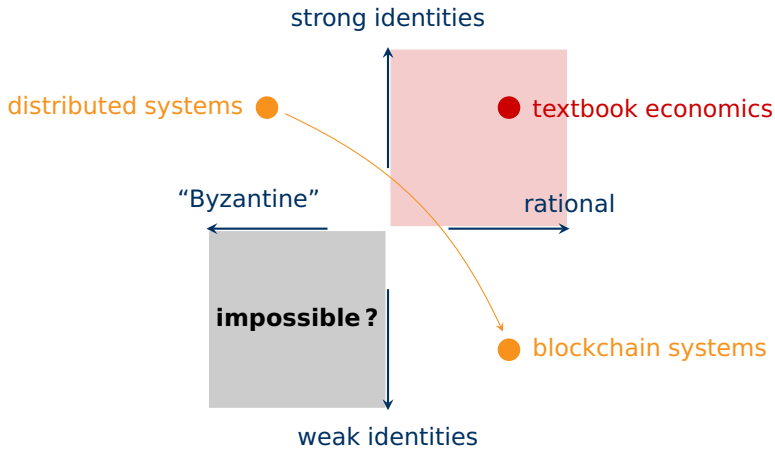 strong identities
distributed systems
textbook economics
“Byzantine”
rational
impossible ?
blockchain systems
weak identities